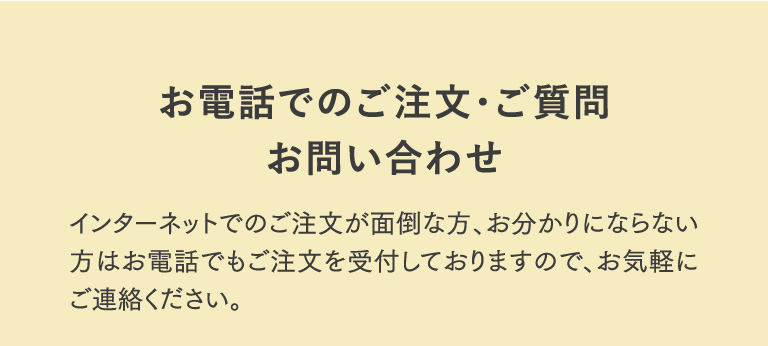 お電話でのご注文・ご質問
お問い合わせ
インターネットでのご注文が面倒な方、お分かりにならない
方はお電話でもご注文を受付しておりますので、お気軽に
ご連絡ください。